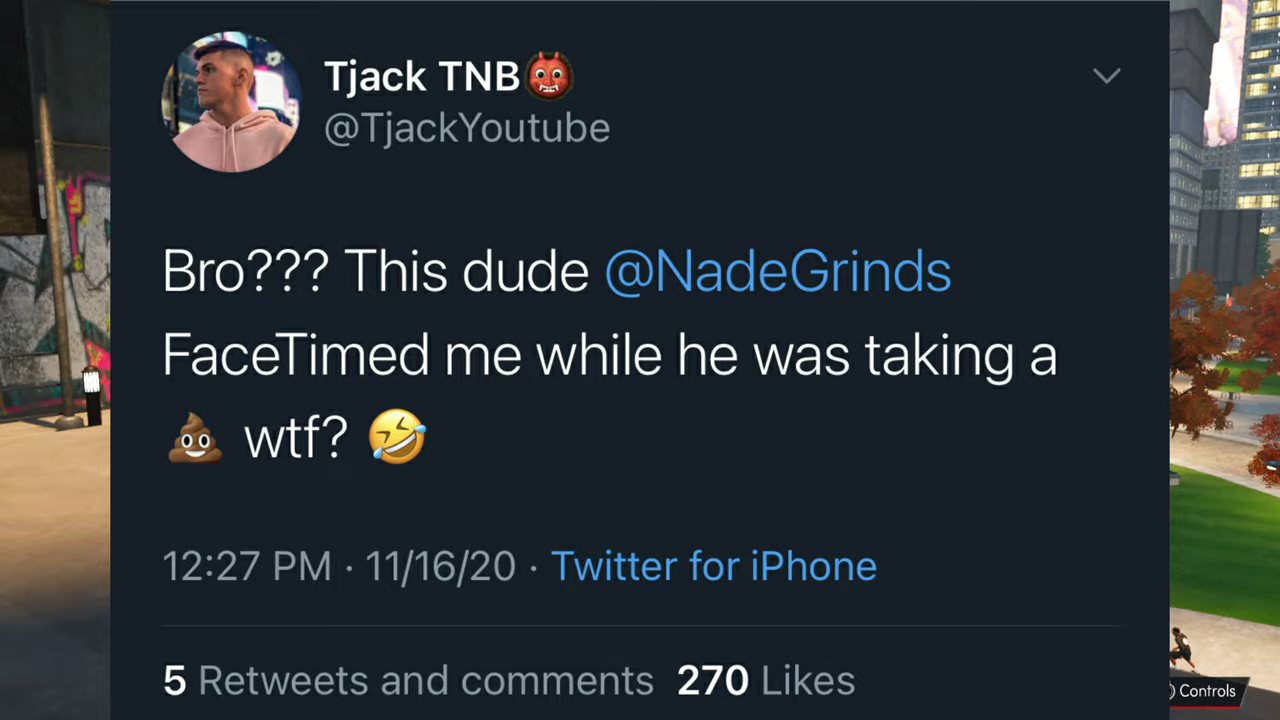 Tjack TNB👹
@TjackYoutube
Bro??? This dude @NadeGrinds
FaceTimed me while he was taking a
💩 wtf? 🤣
12:27 PM · 11/16/20 · Twitter for iPhone
5 Retweets and comments 270 Likes
Controls